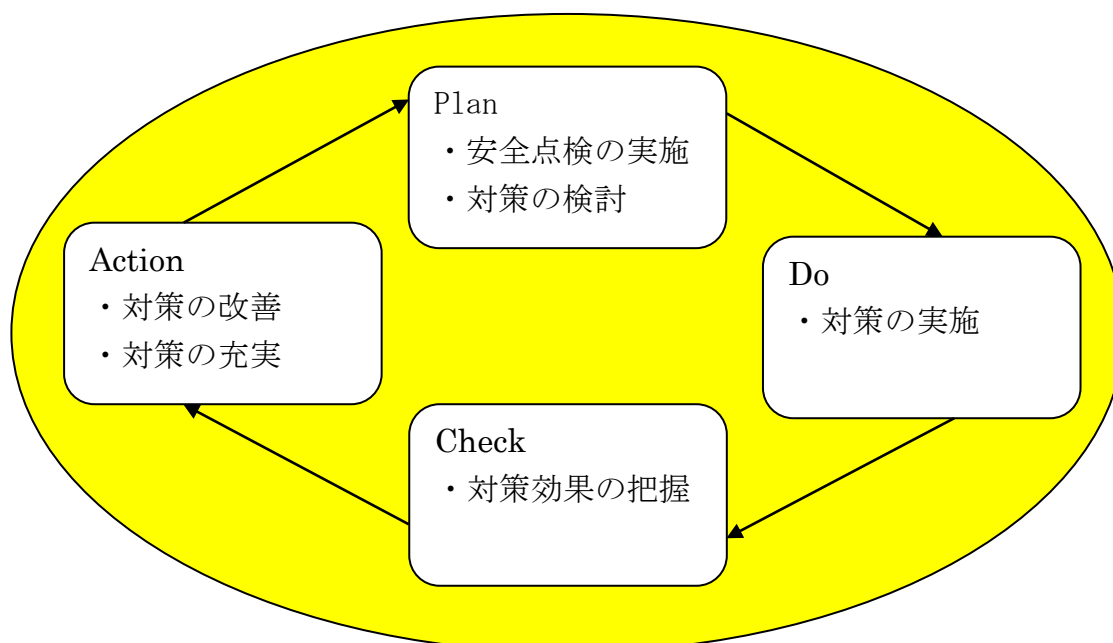 Plan
・安全点検の実施
・対策の検討
Do
・対策の実施
Check
・対策効果の把握
Action
・対策の改善
・対策の充実